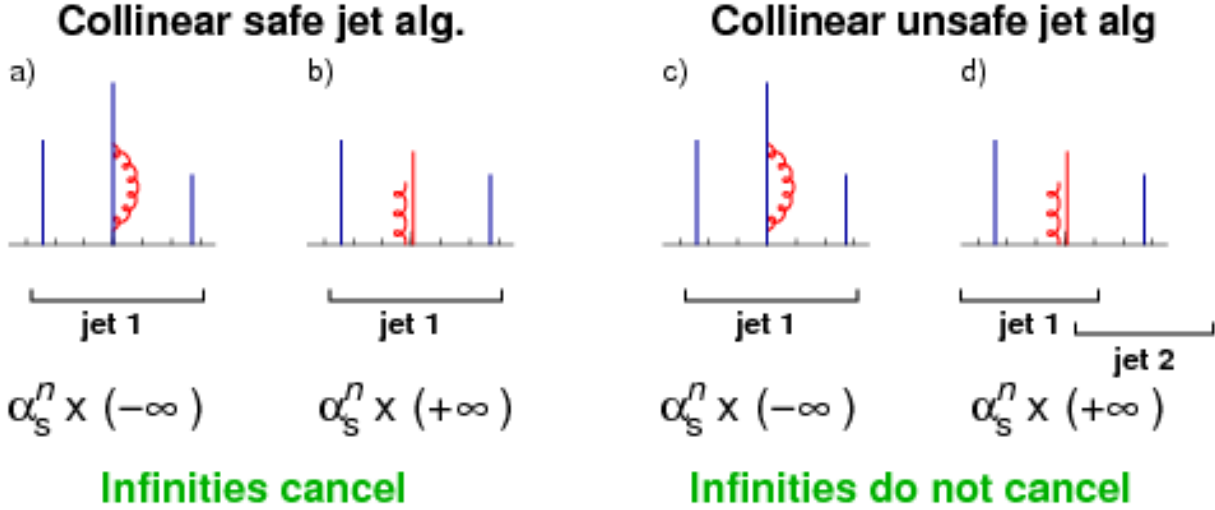 Collinear safe jet alg.
Collinear unsafe jet alg
a)
b)
c)
d)
jet 1
jet 1
jet 1
jet 1
jet 2
αₛⁿ x (−∞)
αₛⁿ x (+∞)
αₛⁿ x (−∞)
αₛⁿ x (+∞)
Infinities cancel
Infinities do not cancel